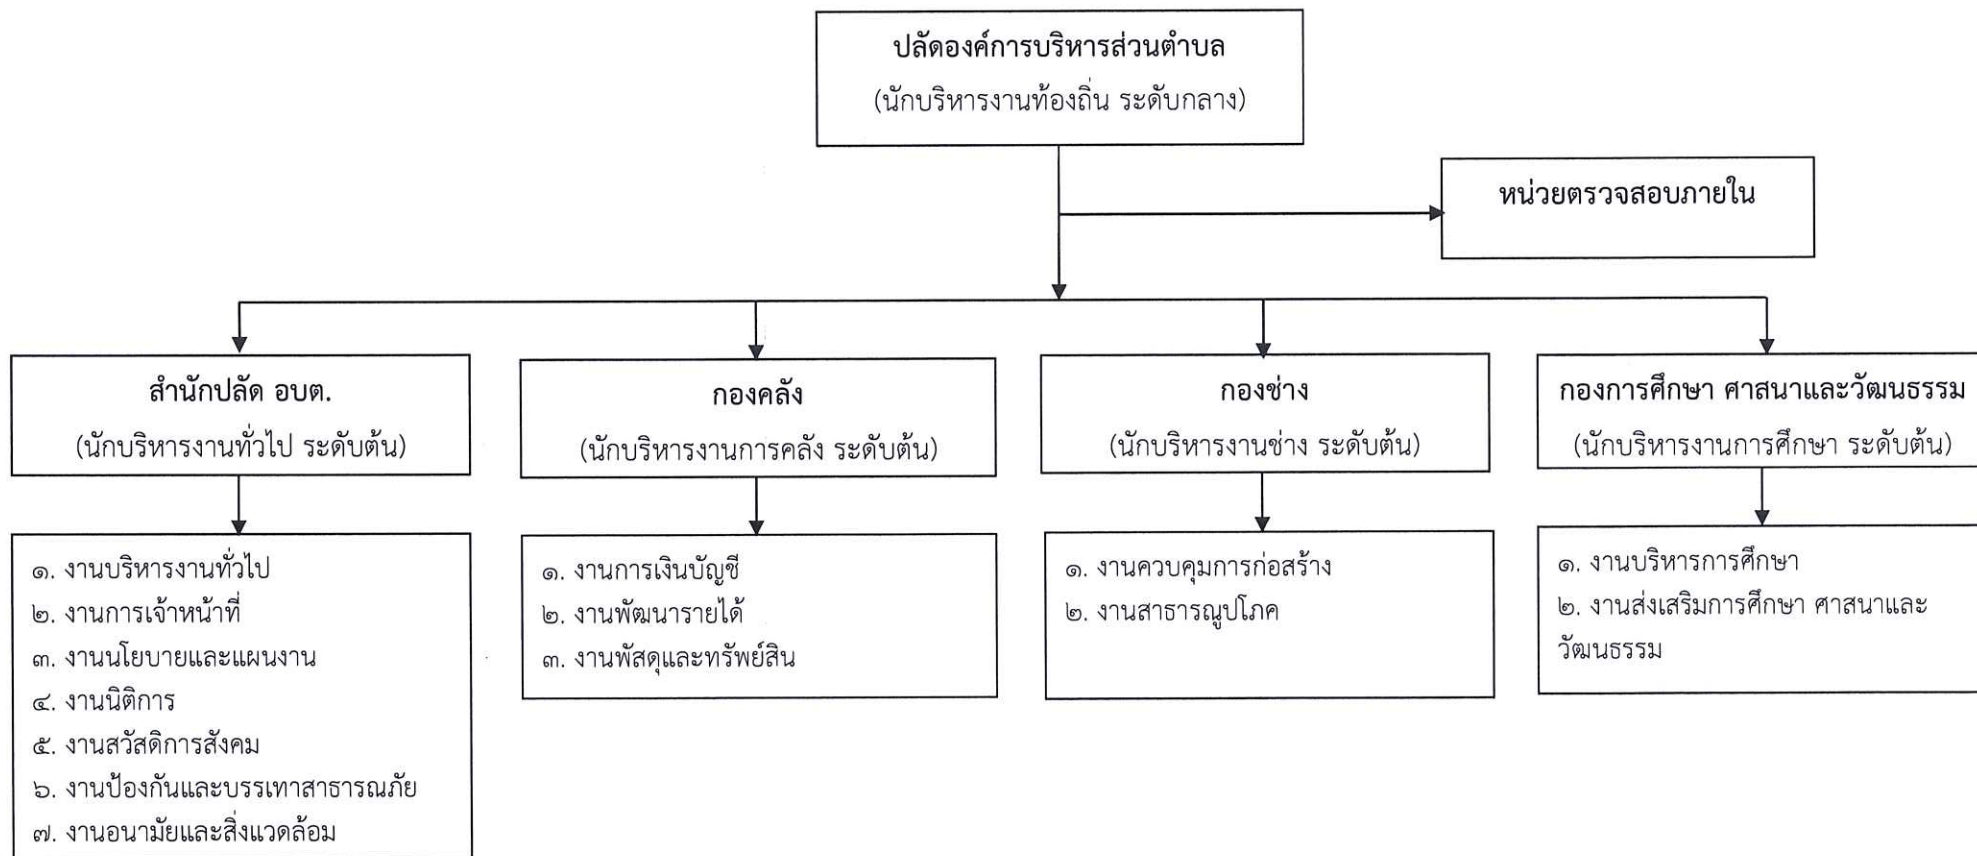 ปลัดองค์การบริหารส่วนตำบล
(นักบริหารงานท้องถิ่น ระดับกลาง)
หน่วยตรวจสอบภายใน
สำนักปลัด อบต.
(นักบริหารงานทั่วไป ระดับต้น)
กองคลัง
(นักบริหารงานการคลัง ระดับต้น)
กองช่าง
(นักบริหารงานช่าง ระดับต้น)
กองการศึกษา ศาสนาและวัฒนธรรม
(นักบริหารงานการศึกษา ระดับต้น)
๑. งานบริหารงานทั่วไป
๒. งานการเจ้าหน้าที่
๓. งานนโยบายและแผนงาน
๔. งานนิติการ
๕. งานสวัสดิการสังคม
๖. งานป้องกันและบรรเทาสาธารณภัย
๗. งานอนามัยและสิ่งแวดล้อม
๑. งานการเงินบัญชี
๒. งานพัฒนารายได้
๓. งานพัสดุและทรัพย์สิน
๑. งานควบคุมการก่อสร้าง
๒. งานสาธารณูปโภค
๑. งานบริหารการศึกษา
๒. งานส่งเสริมการศึกษา ศาสนาและ
วัฒนธรรม